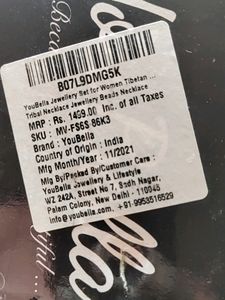 Beca
B07L9DMG5K
YouBella Jewellery Set for Women Tibetan ...
Tribal Necklace Jewellery Beads Necklace
MRP : Rs. 1499.00 Inc. of all Taxes
SKU : MV-FS6S 86K3
Brand : YouBella
Country of Origin : India
Mfg Month/Year : 11/2021
Mfg By/Packed By/Customer Care :
YouBella Jewellery & Lifestyle
WZ 242A, Street No 7, Sadh Nagar,
Palam Colony, New Delhi - 110045
info@youbella.com, +91-9953516529